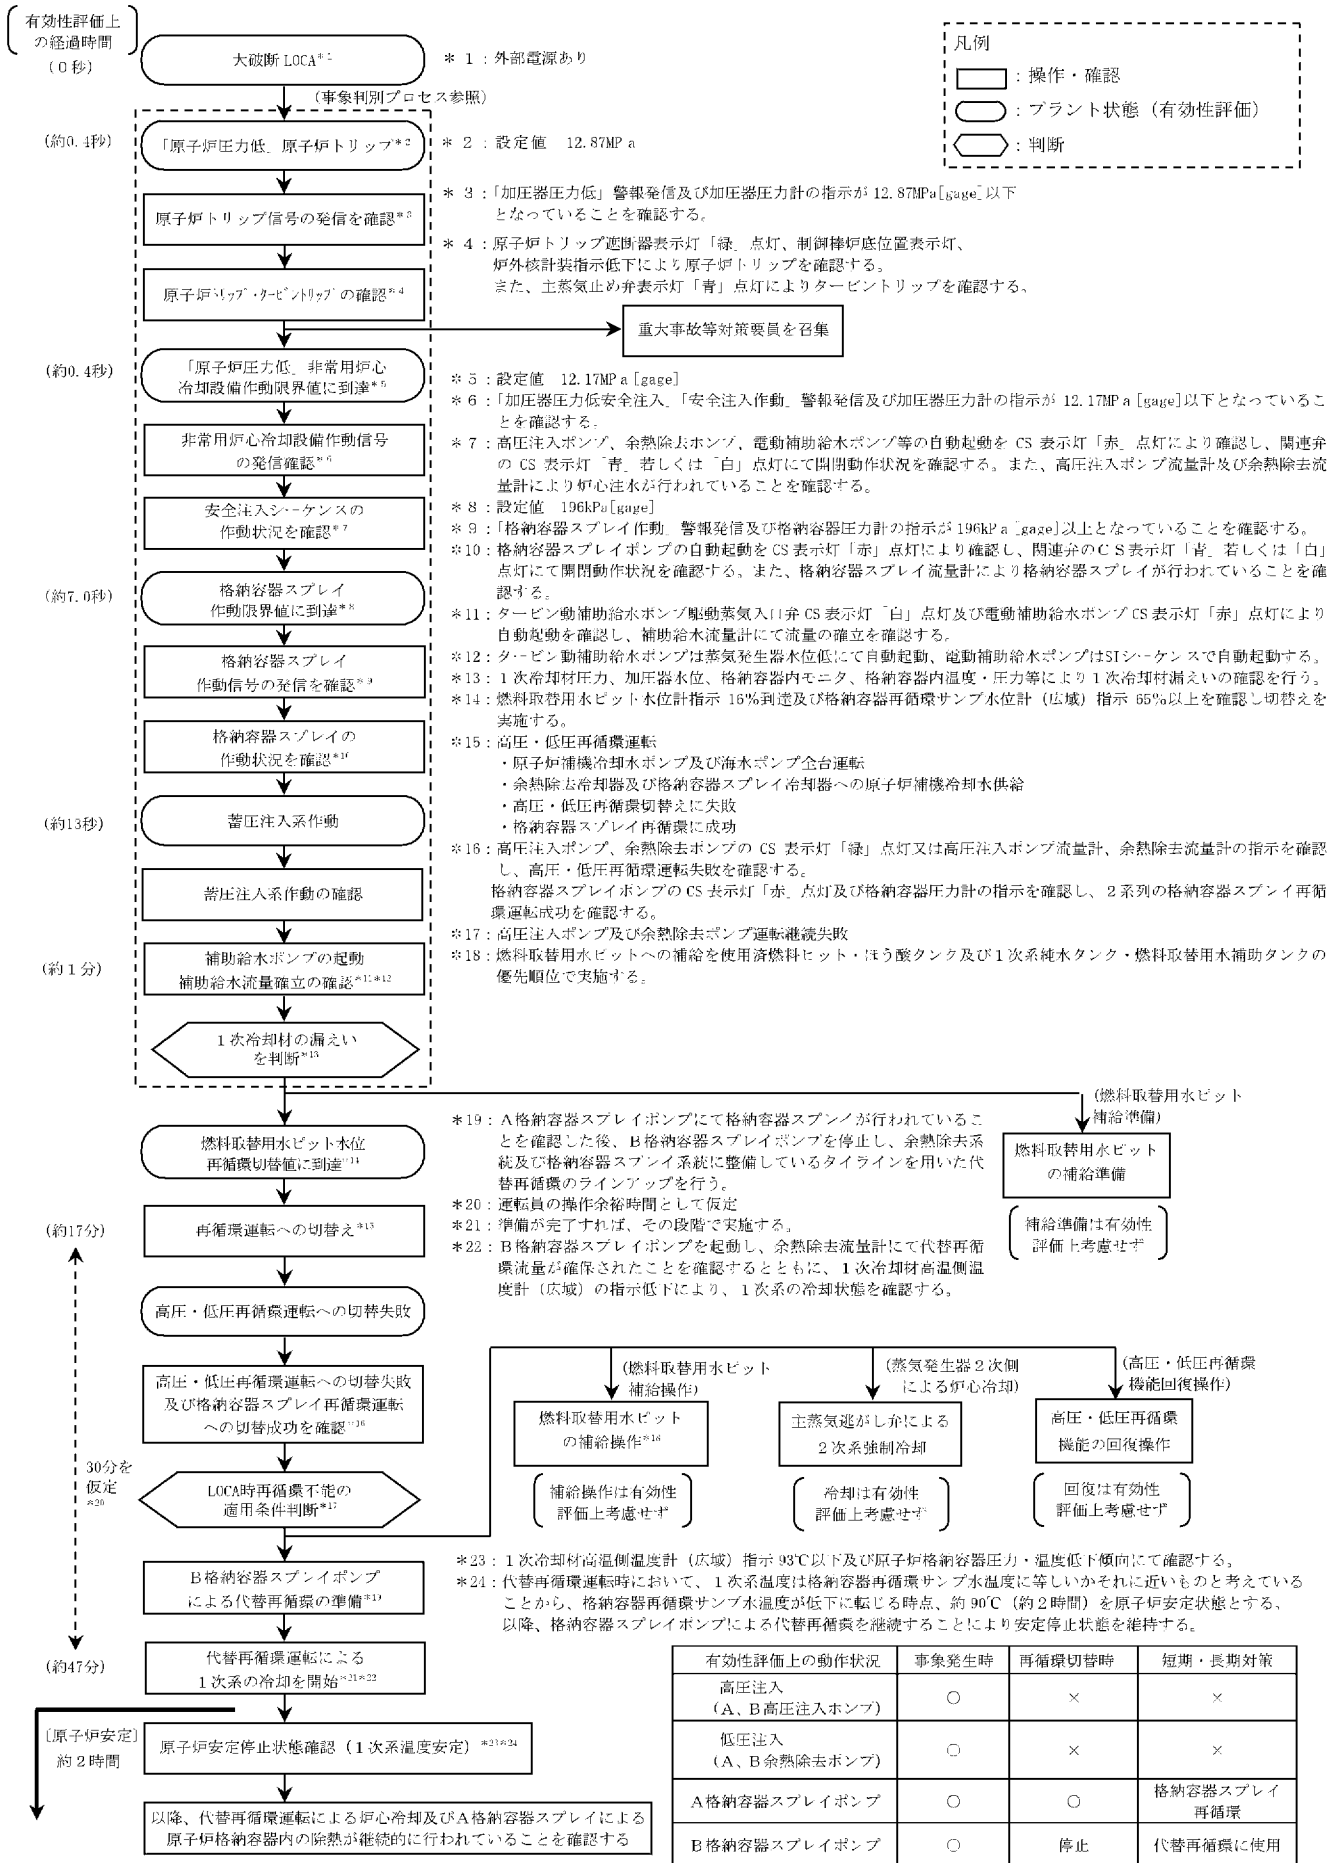 有効性評価上
の経過時間
(0秒)
大破断 LOCA*1
*1:外部電源あり
凡例
:操作・確認
:プラント状態(有効性評価)
:判断
(事象判別プロセス参照)
(約0.4秒)
「原子炉圧力低」原子炉トリップ*2
*2:設定値 12.87MPa
原子炉トリップ信号の発信を確認*3
*3:「加圧器圧力低」警報発信及び加圧器圧力計の指示が 12.87MPa[gage]以下
となっていることを確認する。
原子炉トリップ・タービントリップの確認*4
*4:原子炉トリップ遮断器表示灯「緑」点灯、制御棒炉底位置表示灯、
炉外核計装指示低下により原子炉トリップを確認する。
また、主蒸気止め弁表示灯「青」点灯によりタービントリップを確認する。
重大事故等対策要員を召集
(約0.4秒)
「原子炉圧力低」非常用炉心
冷却設備作動限界値に到達*5
*5:設定値 12.17MPa[gage]
*6:「加圧器圧力低安全注入」「安全注入作動」警報発信及び加圧器圧力計の指示が 12.17MPa[gage]以下となっているこ
とを確認する。
非常用炉心冷却設備作動信号
の発信確認*6
*7:高圧注入ポンプ、余熱除去ポンプ、電動補助給水ポンプ等の自動起動を CS 表示灯「赤」点灯により確認し、関連弁
の CS 表示灯「青」若しくは「白」点灯にて開閉動作状況を確認する。また、高圧注入ポンプ流量計及び余熱除去流
量計により炉心注水が行われていることを確認する。
安全注入シーケンスの
作動状況を確認*7
*8:設定値 196kPa[gage]
*9:「格納容器スプレイ作動」警報発信及び格納容器圧力計の指示が 196kPa[gage]以上となっていることを確認する。
*10:格納容器スプレイポンプの自動起動を CS 表示灯「赤」点灯により確認し、関連弁のCS表示灯「青」若しくは「白」
点灯にて開閉動作状況を確認する。また、格納容器スプレイ流量計により格納容器スプレイが行われていることを確
認する。
(約7.0秒)
格納容器スプレイ
作動限界値に到達*8
*11:タービン動補助給水ポンプ駆動蒸気入口弁 CS 表示灯「白」点灯及び電動補助給水ポンプ CS 表示灯「赤」点灯により
自動起動を確認し、補助給水流量計にて流量の確立を確認する。
*12:タービン動補助給水ポンプは蒸気発生器水位低にて自動起動、電動補助給水ポンプはSIシーケンスで自動起動する。
*13:1次冷却材圧力、加圧器水位、格納容器内モニタ、格納容器内温度・圧力等により1次冷却材漏えいの確認を行う。
*14:燃料取替用水ピット水位計指示 16%到達及び格納容器再循環サンプ水位計(広域)指示 65%以上を確認し切替えを
実施する。
格納容器スプレイ
作動信号の発信を確認*9
格納容器スプレイの
作動状況を確認*10
*15:高圧・低圧再循環運転
・原子炉補機冷却水ポンプ及び海水ポンプ全台運転
・余熱除去冷却器及び格納容器スプレイ冷却器への原子炉補機冷却水供給
・高圧・低圧再循環切替えに失敗
・格納容器スプレイ再循環に成功
(約13秒)
蓄圧注入系作動
*16:高圧注入ポンプ、余熱除去ポンプの CS 表示灯「緑」点灯又は高圧注入ポンプ流量計、余熱除去流量計の指示を確認
し、高圧・低圧再循環運転失敗を確認する。
格納容器スプレイポンプの CS 表示灯「赤」点灯及び格納容器圧力計の指示を確認し、2系列の格納容器スプレイ再循
環運転成功を確認する。
蓄圧注入系作動の確認
*17:高圧注入ポンプ及び余熱除去ポンプ運転継続失敗
*18:燃料取替用水ピットへの補給を使用済燃料ピット・ほう酸タンク及び1次系純水タンク・燃料取替用水補助タンクの
優先順位で実施する。
(約1分)
補助給水ポンプの起動
補助給水流量確立の確認*11*12
1次冷却材の漏えい
を判断*13
(燃料取替用水ピット
補給準備)
燃料取替用水ピット
の補給準備
補給準備は有効性
評価上考慮せず
燃料取替用水ピット水位
再循環切替値に到達*14
*19:A格納容器スプレイポンプにて格納容器スプレイが行われているこ
とを確認した後、B格納容器スプレイポンプを停止し、余熱除去系
統及び格納容器スプレイ系統に整備しているタイラインを用いた代
替再循環のラインアップを行う。
*20:運転員の操作余裕時間として仮定
*21:準備が完了すれば、その段階で実施する。
*22:B格納容器スプレイポンプを起動し、余熱除去流量計にて代替再循
環流量が確保されたことを確認するとともに、1次冷却材高温側温
度計(広域)の指示低下により、1次系の冷却状態を確認する。
(約17分)
再循環運転への切替え*15
高圧・低圧再循環運転への切替失敗
高圧・低圧再循環運転への切替失敗
及び格納容器スプレイ再循環運転
への切替成功を確認*16
(燃料取替用水ピット
補給操作)
燃料取替用水ピット
の補給操作*18
補給操作は有効性
評価上考慮せず
(蒸気発生器2次側
による炉心冷却)
主蒸気逃がし弁による
2次系強制冷却
冷却は有効性
評価上考慮せず
(高圧・低圧再循環
機能回復操作)
高圧・低圧再循環
機能の回復操作
回復は有効性
評価上考慮せず
30分を
仮定
*20
LOCA時再循環不能の
適用条件判断*17
*23:1次冷却材高温側温度計(広域)指示 93℃以下及び原子炉格納容器圧力・温度低下傾向にて確認する。
*24:代替再循環運転時において、1次系温度は格納容器再循環サンプ水温度に等しいかそれに近いものと考えている
ことから、格納容器再循環サンプ水温度が低下に転じる時点、約 90℃(約2時間)を原子炉安定状態とする。
以降、格納容器スプレイポンプによる代替再循環を継続することにより安定停止状態を維持する。
B格納容器スプレイポンプ
による代替再循環の準備*19
(約47分)
代替再循環運転による
1次系の冷却を開始*21*22
[原子炉安定]
約2時間
原子炉安定停止状態確認(1次系温度安定)*23*24
以降、代替再循環運転による炉心冷却及びA格納容器スプレイによる
原子炉格納容器内の除熱が継続的に行われていることを確認する
有効性評価上の動作状況 事象発生時 再循環切替時 短期・長期対策
高圧注入
(A、B高圧注入ポンプ) ○ × ×
低圧注入
(A、B余熱除去ポンプ) ○ × ×
A格納容器スプレイポンプ ○ ○ 格納容器スプレイ
再循環
B格納容器スプレイポンプ ○ 停止 代替再循環に使用